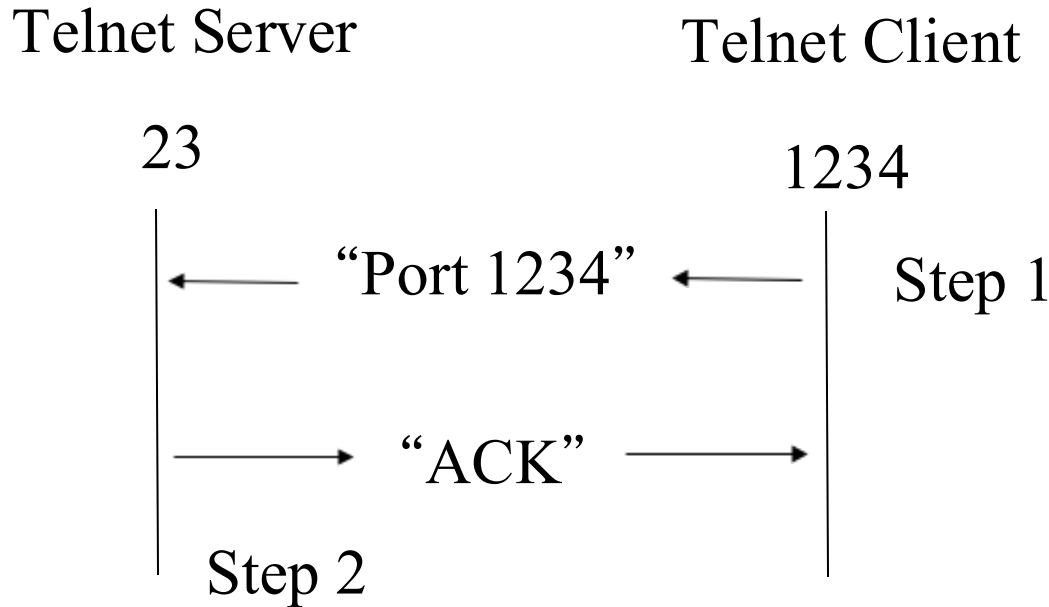 Telnet Server
Telnet Client
23
1234
“Port 1234”
Step 1
“ACK”
Step 2